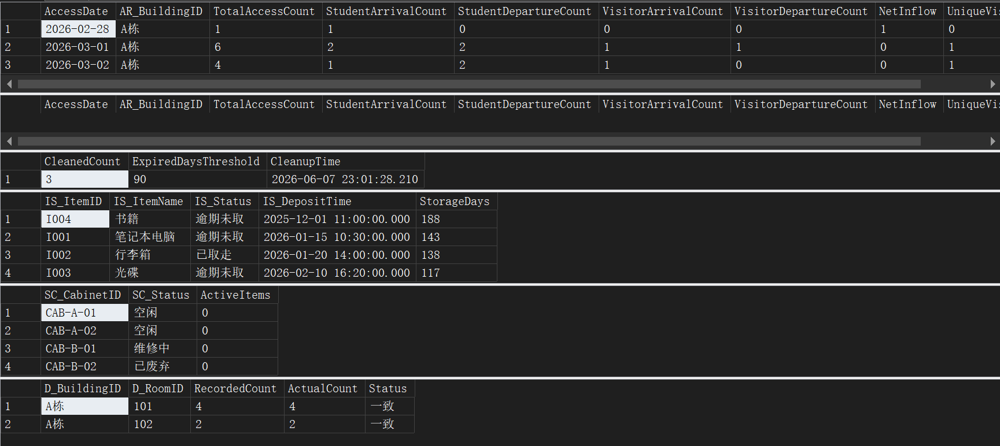 AccessDate AR_BuildingID TotalAccessCount StudentArrivalCount StudentDepartureCount VisitorArrivalCount VisitorDepartureCount NetInflow UniqueVis
1 2026-02-28 A栋 1 1 0 0 0 1 0
2 2026-03-01 A栋 6 2 2 1 1 0 1
3 2026-03-02 A栋 4 1 2 1 0 0 1
AccessDate AR_BuildingID TotalAccessCount StudentArrivalCount StudentDepartureCount VisitorArrivalCount VisitorDepartureCount NetInflow UniqueVis
CleanedCount ExpiredDaysThreshold CleanupTime
1 3 90 2026-06-07 23:01:28.210
IS_ItemID IS_ItemName IS_Status IS_DepositTime StorageDays
1 I004 书籍 逾期未取 2025-12-01 11:00:00.000 188
2 I001 笔记本电脑 逾期未取 2026-01-15 10:30:00.000 143
3 I002 行李箱 已取走 2026-01-20 14:00:00.000 138
4 I003 光碟 逾期未取 2026-02-10 16:20:00.000 117
SC_CabinetID SC_Status ActiveItems
1 CAB-A-01 空闲 0
2 CAB-A-02 空闲 0
3 CAB-B-01 维修中 0
4 CAB-B-02 已废弃 0
D_BuildingID D_RoomID RecordedCount ActualCount Status
1 A栋 101 4 4 一致
2 A栋 102 2 2 一致